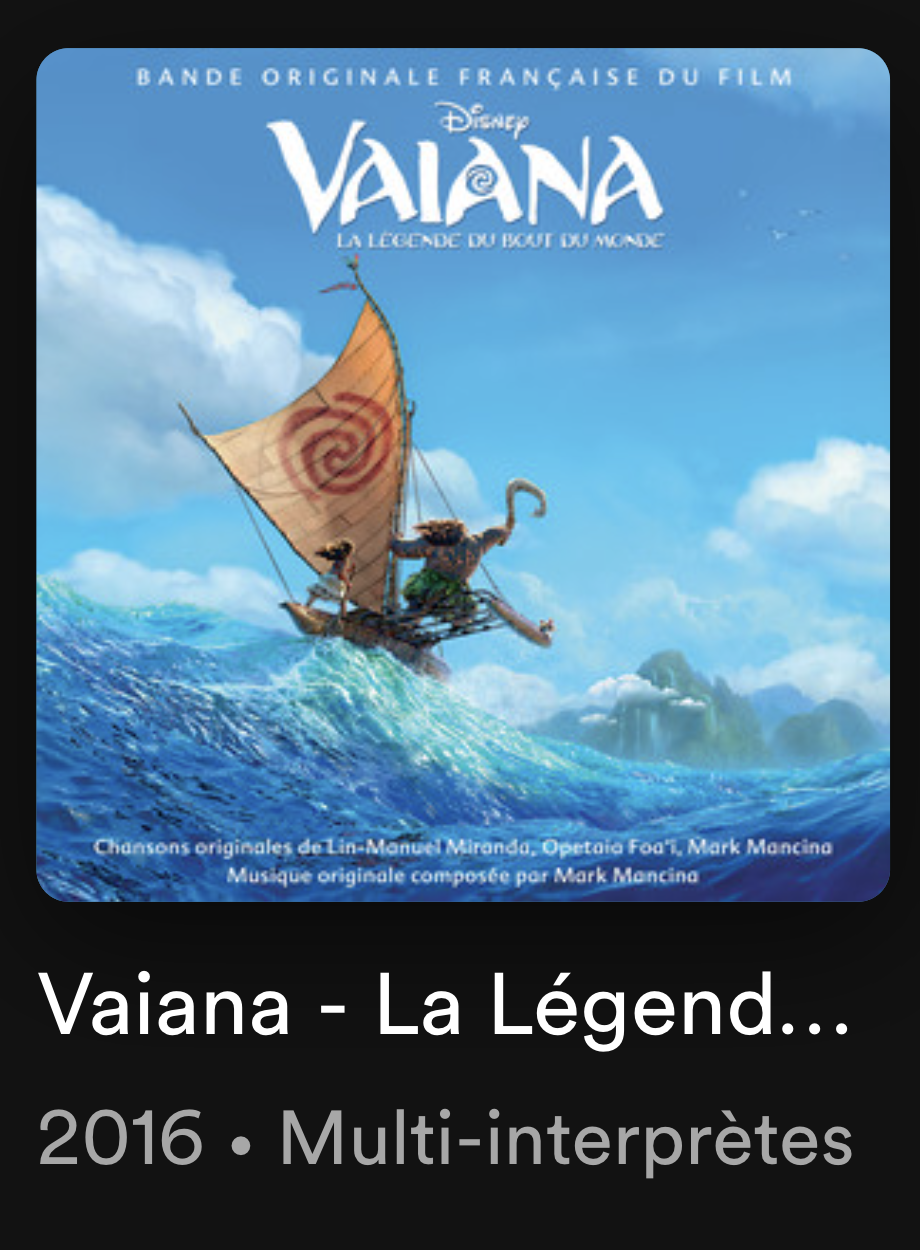 BANDE ORIGINALE FRANÇAISE DU FILM
Disney
VAIANA
LA LÉGENDE DU BOUT DU MONDE
Chansons originales de Lin-Manuel Miranda, Opetaia Foa'i, Mark Mancina
Musique originale composée par Mark Mancina
Vaiana - La Légend...
2016 • Multi-interprètes